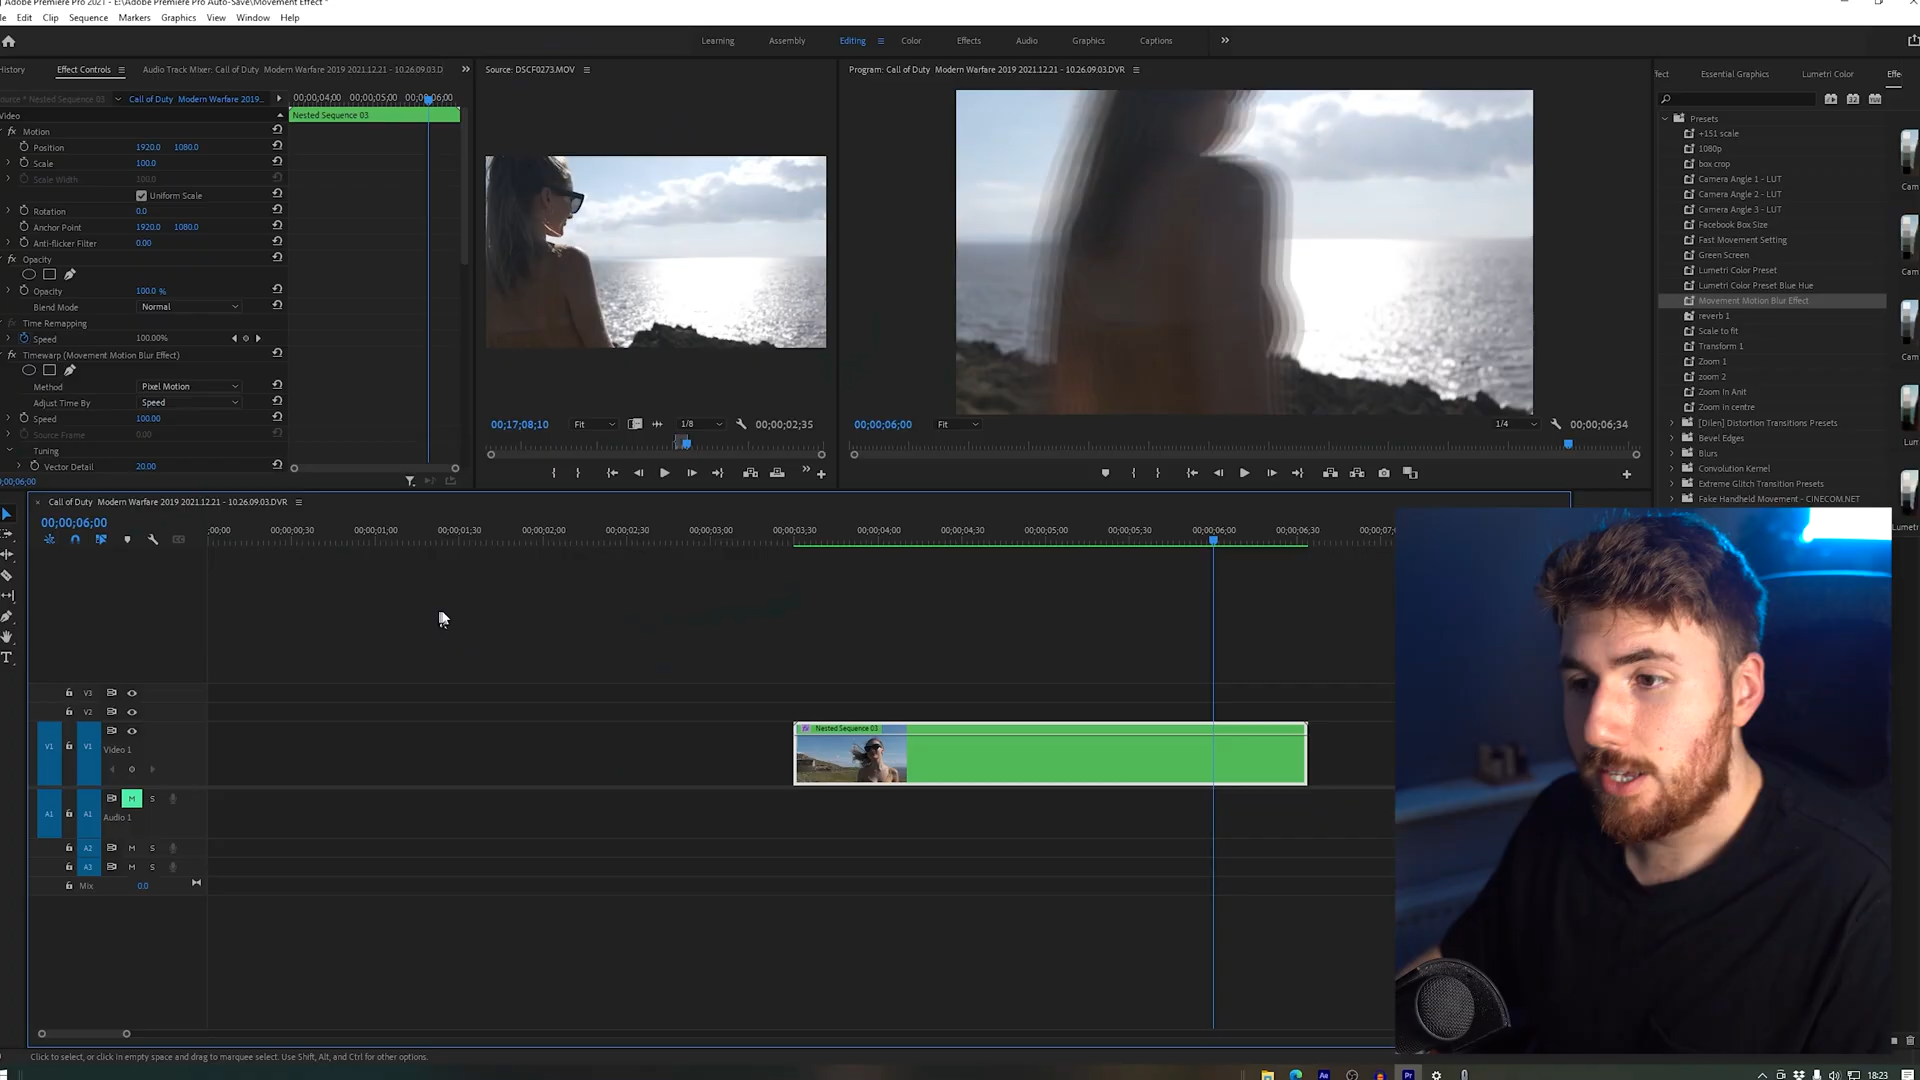 Adobe Premiere Pro 2021 - E:\Adobe Premiere Pro Auto-Save\Movement Effect *
Edit Clip Sequence Markers Graphics View Window Help
Learning Assembly Editing Color Effects Audio Graphics Captions
History Effect Controls Audio Track Mixer: Call of Duty Modern Warfare 2019 2021.12.21 - 10.26.09.03.D
Source: DSCF0273.MOV
Program: Call of Duty Modern Warfare 2019 2021.12.21 - 10.26.09.03.DVR
Essential Graphics Lumetri Color Effe
Source * Nested Sequence 03 Call of Duty Modern Warfare 2019...
00;00;04;00 00;00;05;00 00;00;06;00
Nested Sequence 03
Video
fx Motion
Position 1920.0 1080.0
Scale 100.0
Scale Width 100.0
Uniform Scale
Rotation 0.0
Anchor Point 1920.0 1080.0
Anti-flicker Filter 0.00
fx Opacity
Opacity 100.0 %
Blend Mode Normal
Time Remapping
Speed 100.00%
fx Timewarp (Movement Motion Blur Effect)
Method Pixel Motion
Adjust Time By Speed
Speed 100.00
Source Frame 0.00
Tuning
Vector Detail 20.00
00;00;06;00
00;17;08;10 Fit 1/8 00;00;02;35
00;00;06;00 Fit 1/4 00;00;06;34
Presets
+151 scale
1080p
box crop
Camera Angle 1 - LUT
Camera Angle 2 - LUT
Camera Angle 3 - LUT
Facebook Box Size
Fast Movement Setting
Green Screen
Lumetri Color Preset
Lumetri Color Preset Blue Hue
Movement Motion Blur Effect
reverb 1
Scale to fit
Transform 1
Zoom 1
zoom 2
Zoom In Anit
Zoom in centre
[Dilen] Distortion Transitions Presets
Bevel Edges
Blurs
Convolution Kernel
Extreme Glitch Transition Presets
Fake Handheld Movement - CINECOM.NET
Cam
Cam
Cam
Lum
Lumet
× Call of Duty Modern Warfare 2019 2021.12.21 - 10.26.09.03.DVR
00;00;06;00
;00;00 00;00;00;30 00;00;01;00 00;00;01;30 00;00;02;00 00;00;02;30 00;00;03;00 00;00;03;30 00;00;04;00 00;00;04;30 00;00;05;00 00;00;05;30 00;00;06;00 00;00;06;30
V3
V2
V1 V1
Video 1
fx Nested Sequence 03
A1 A1 M S
Audio 1
A2 M S
A3 M S
Mix 0.0
T
Click to select, or click in empty space and drag to marquee select. Use Shift, Alt, and Ctrl for other options.
Ae Pr 18:23